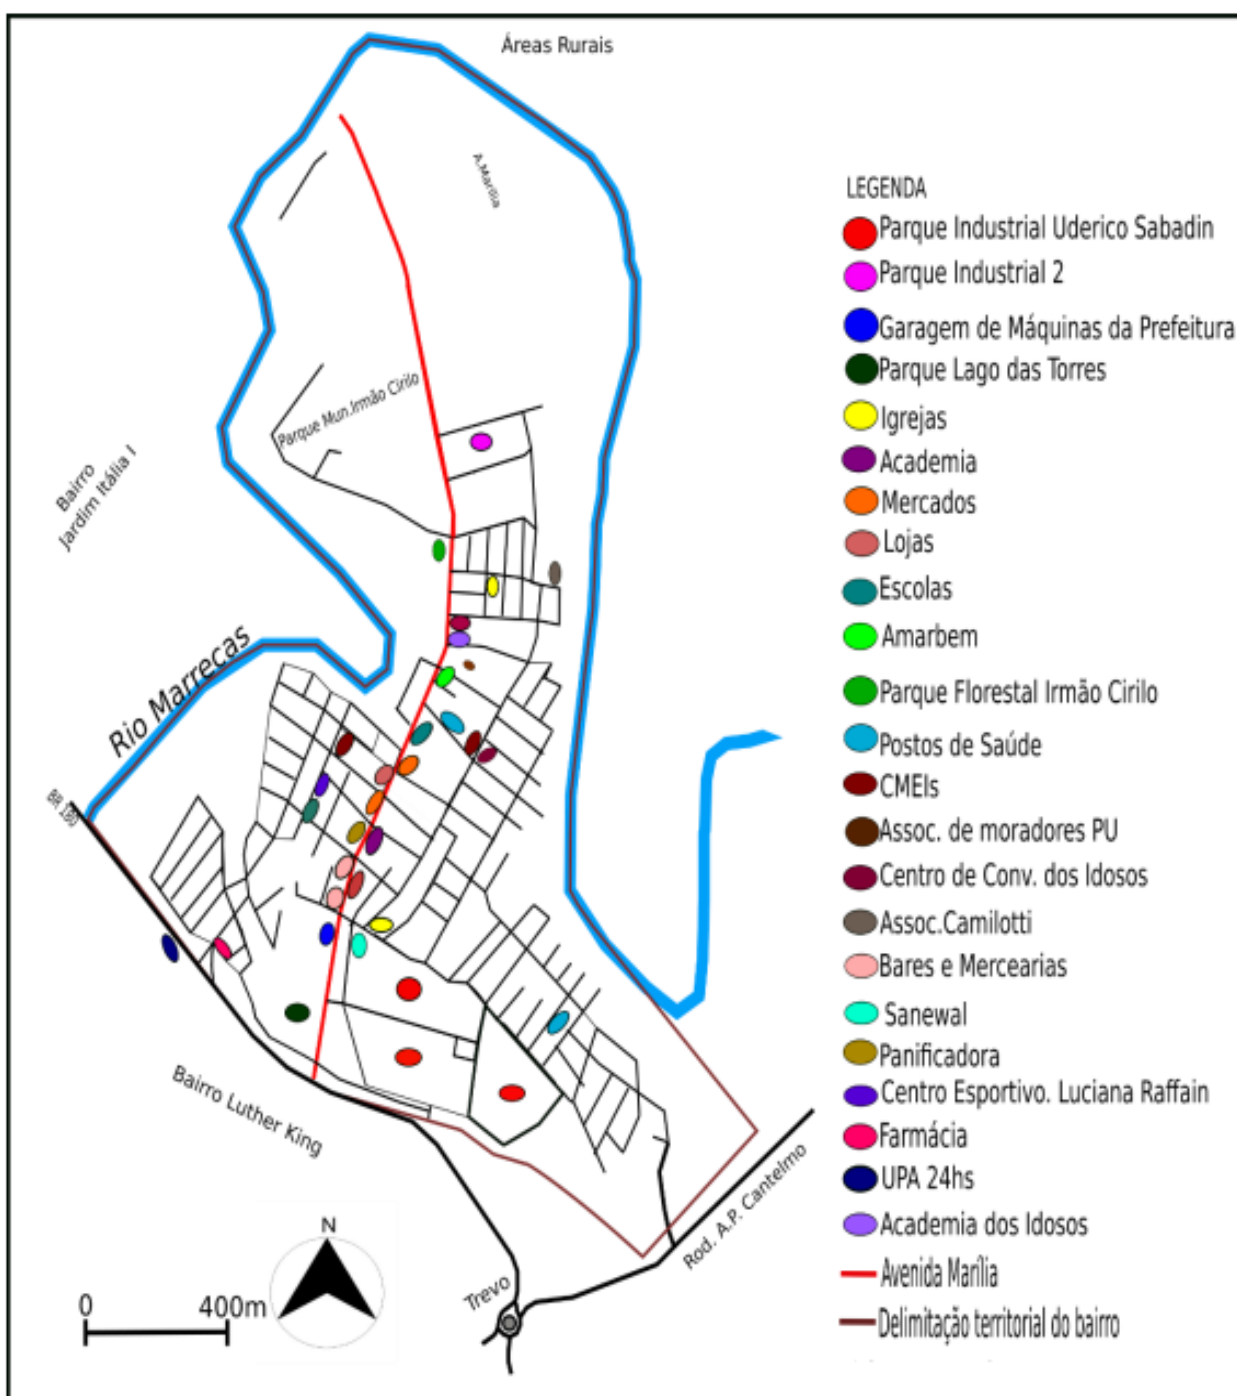 Áreas Rurais
A.Marília
Parque Mun.Irmão Cirilo
Bairro
Jardim Itália I
Rio Marrecas
BR 180
Bairro Luther King
Trevo
Rod. A.P. Cantelmo
N
0 400m
LEGENDA
Parque Industrial Uderico Sabadin
Parque Industrial 2
Garagem de Máquinas da Prefeitura
Parque Lago das Torres
Igrejas
Academia
Mercados
Lojas
Escolas
Amarbem
Parque Florestal Irmão Cirilo
Postos de Saúde
CMEIs
Assoc. de moradores PU
Centro de Conv. dos Idosos
Assoc.Camilotti
Bares e Mercearias
Sanewal
Panificadora
Centro Esportivo. Luciana Raffain
Farmácia
UPA 24hs
Academia dos Idosos
Avenida Marília
Delimitação territorial do bairro